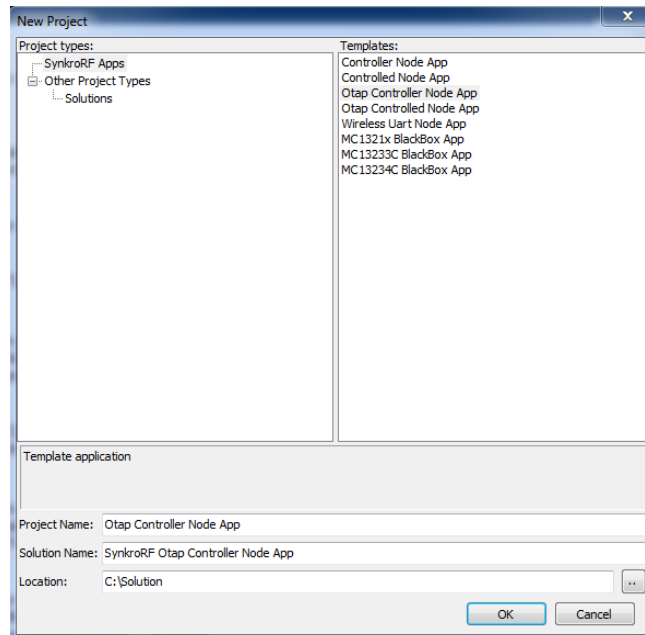 New Project
X
Project types:
SynkroRF Apps
Other Project Types
Solutions
Templates:
Controller Node App
Controlled Node App
Otap Controller Node App
Otap Controlled Node App
Wireless Uart Node App
MC1321x BlackBox App
MC13233C BlackBox App
MC13234C BlackBox App
Template application
Project Name: Otap Controller Node App
Solution Name: SynkroRF Otap Controller Node App
Location: C:\Solution ..
OK Cancel